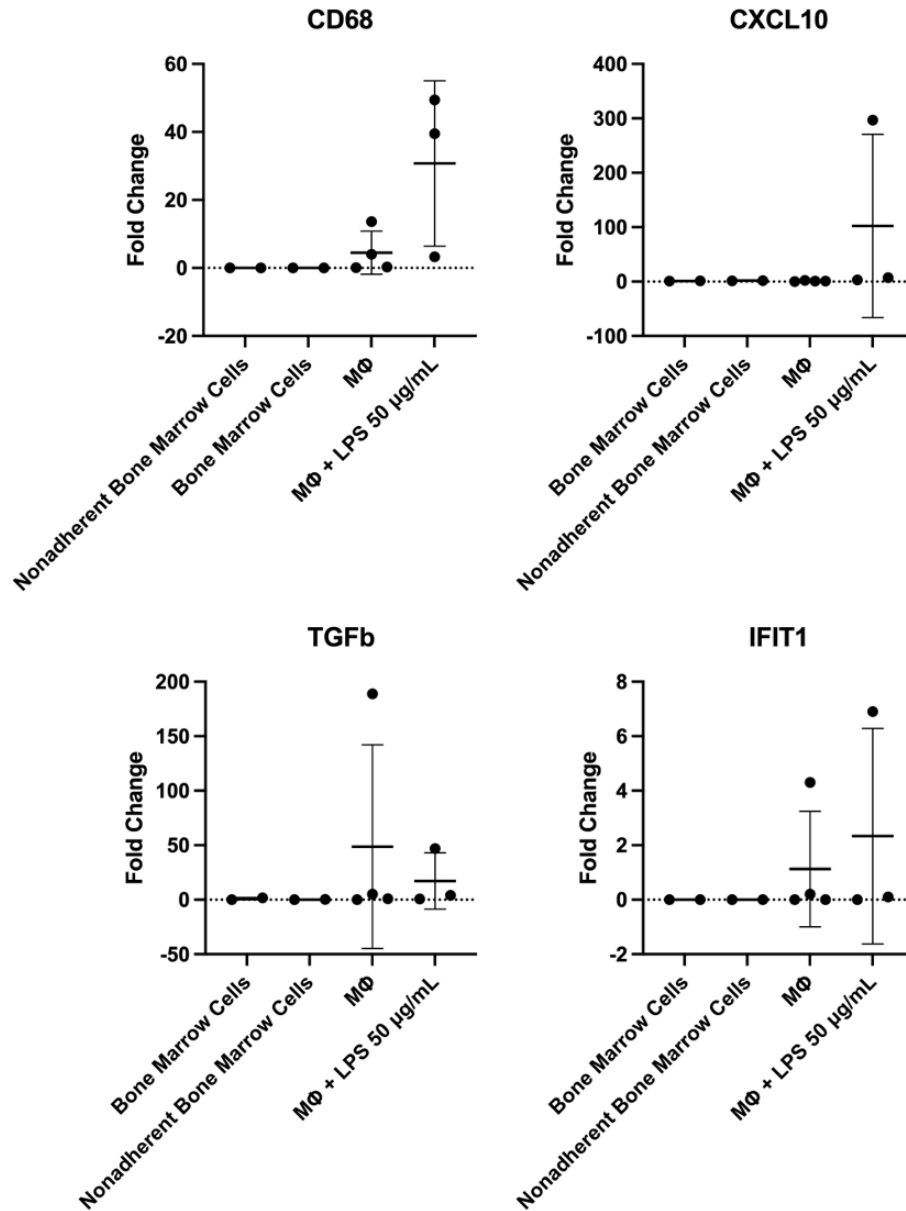 CD68
Fold Change
60
40
20
0
-20
Nonadherent Bone Marrow Cells
Bone Marrow Cells
MΦ
MΦ + LPS 50 µg/mL
CXCL10
Fold Change
400
300
200
100
0
-100
Bone Marrow Cells
Nonadherent Bone Marrow Cells
MΦ
MΦ + LPS 50 µg/mL
TGFb
Fold Change
200
150
100
50
0
-50
Bone Marrow Cells
Nonadherent Bone Marrow Cells
MΦ
MΦ + LPS 50 µg/mL
IFIT1
Fold Change
8
6
4
2
0
-2
Bone Marrow Cells
Nonadherent Bone Marrow Cells
MΦ
MΦ + LPS 50 µg/mL